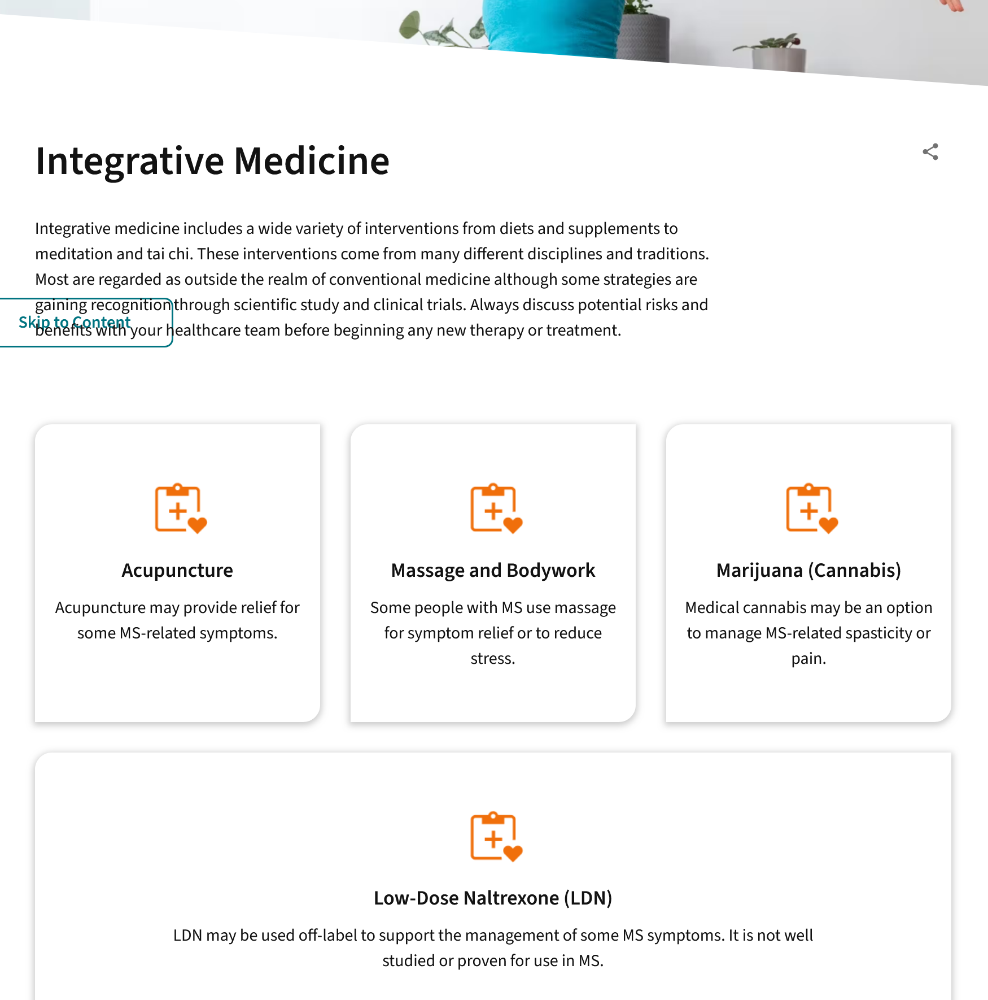 Integrative Medicine
Integrative medicine includes a wide variety of interventions from diets and supplements to
meditation and tai chi. These interventions come from many different disciplines and traditions.
Most are regarded as outside the realm of conventional medicine although some strategies are
gaining recognition through scientific study and clinical trials. Always discuss potential risks and
Skip to Content
benefits with your healthcare team before beginning any new therapy or treatment.
Acupuncture
Acupuncture may provide relief for
some MS-related symptoms.
Massage and Bodywork
Some people with MS use massage
for symptom relief or to reduce
stress.
Marijuana (Cannabis)
Medical cannabis may be an option
to manage MS-related spasticity or
pain.
Low-Dose Naltrexone (LDN)
LDN may be used off-label to support the management of some MS symptoms. It is not well
studied or proven for use in MS.